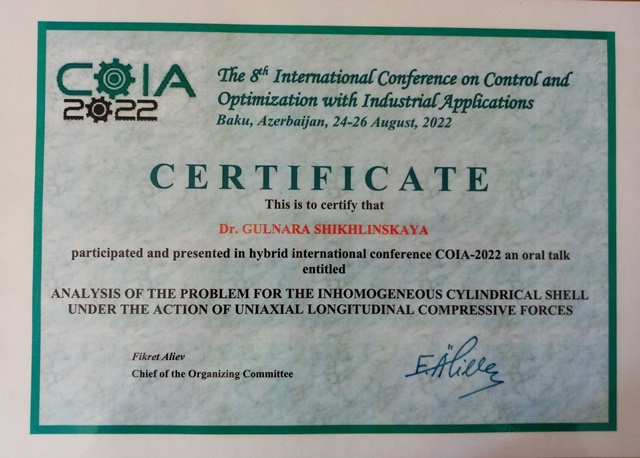 COIA
2022
The 8th International Conference on Control and
Optimization with Industrial Applications
Baku, Azerbaijan, 24-26 August, 2022
CERTIFICATE
This is to certify that
Dr. GULNARA SHIKHLINSKAYA
participated and presented in hybrid international conference COIA-2022 an oral talk
entitled
ANALYSIS OF THE PROBLEM FOR THE INHOMOGENEOUS CYLINDRICAL SHELL
UNDER THE ACTION OF UNIAXIAL LONGITUDINAL COMPRESSIVE FORCES
Fikret Aliev
Chief of the Organizing Committee